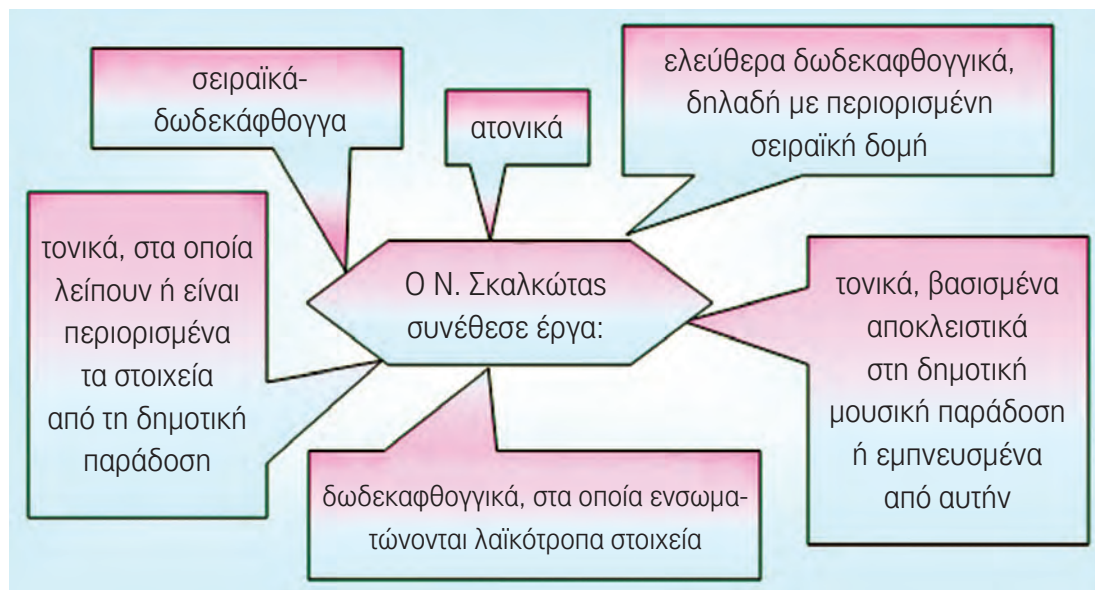 σειραϊκά-
δωδεκάφθογγα
ατονικά
ελεύθερα δωδεκαφθογγικά,
δηλαδή με περιορισμένη
σειραϊκή δομή
τονικά, στα οποία
λείπουν ή είναι
περιορισμένα
τα στοιχεία
από τη δημοτική
παράδοση
Ο Ν. Σκαλκώτας
συνέθεσε έργα:
τονικά, βασισμένα
αποκλειστικά
στη δημοτική
μουσική παράδοση
ή εμπνευσμένα
από αυτήν
δωδεκαφθογγικά, στα οποία ενσωμα-
τώνονται λαϊκότροπα στοιχεία